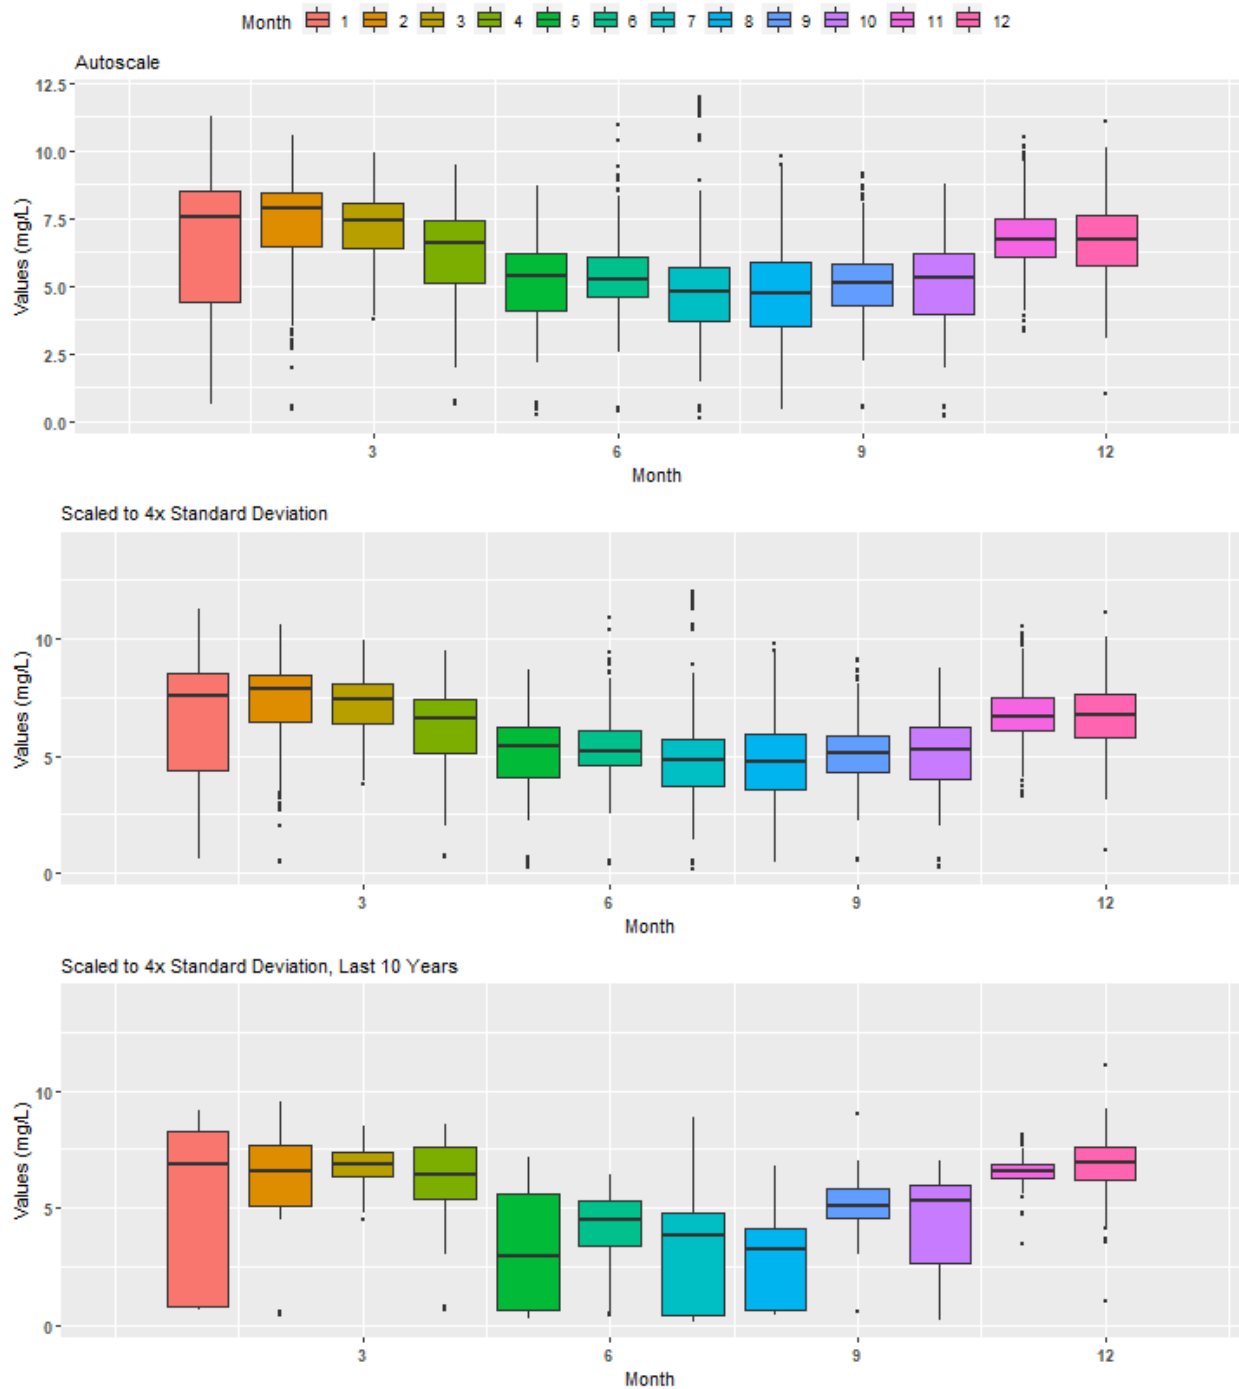 Month 1 2 3 4 5 6 7 8 9 10 11 12
Autoscale
Values (mg/L)
12.5
10.0
7.5
5.0
2.5
0.0
3 6 9 12
Month
Scaled to 4x Standard Deviation
Values (mg/L)
10
5
0
3 6 9 12
Month
Scaled to 4x Standard Deviation, Last 10 Years
Values (mg/L)
10
5
0
3 6 9 12
Month